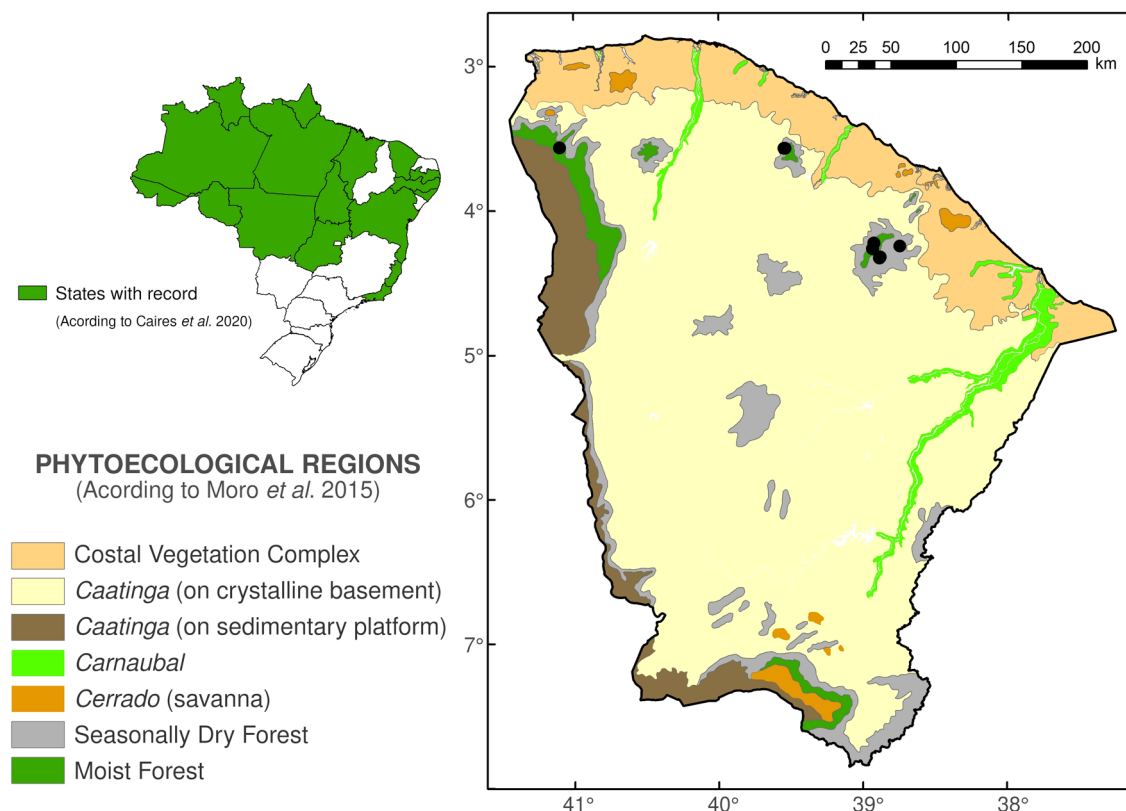 0 25 50 100 150 200
km
3°
4°
5°
6°
7°
41° 40° 39° 38°
States with record
(Acording to Caires et al. 2020)
PHYTOECOLOGICAL REGIONS
(Acording to Moro et al. 2015)
Costal Vegetation Complex
Caatinga (on crystalline basement)
Caatinga (on sedimentary platform)
Carnaubal
Cerrado (savanna)
Seasonally Dry Forest
Moist Forest